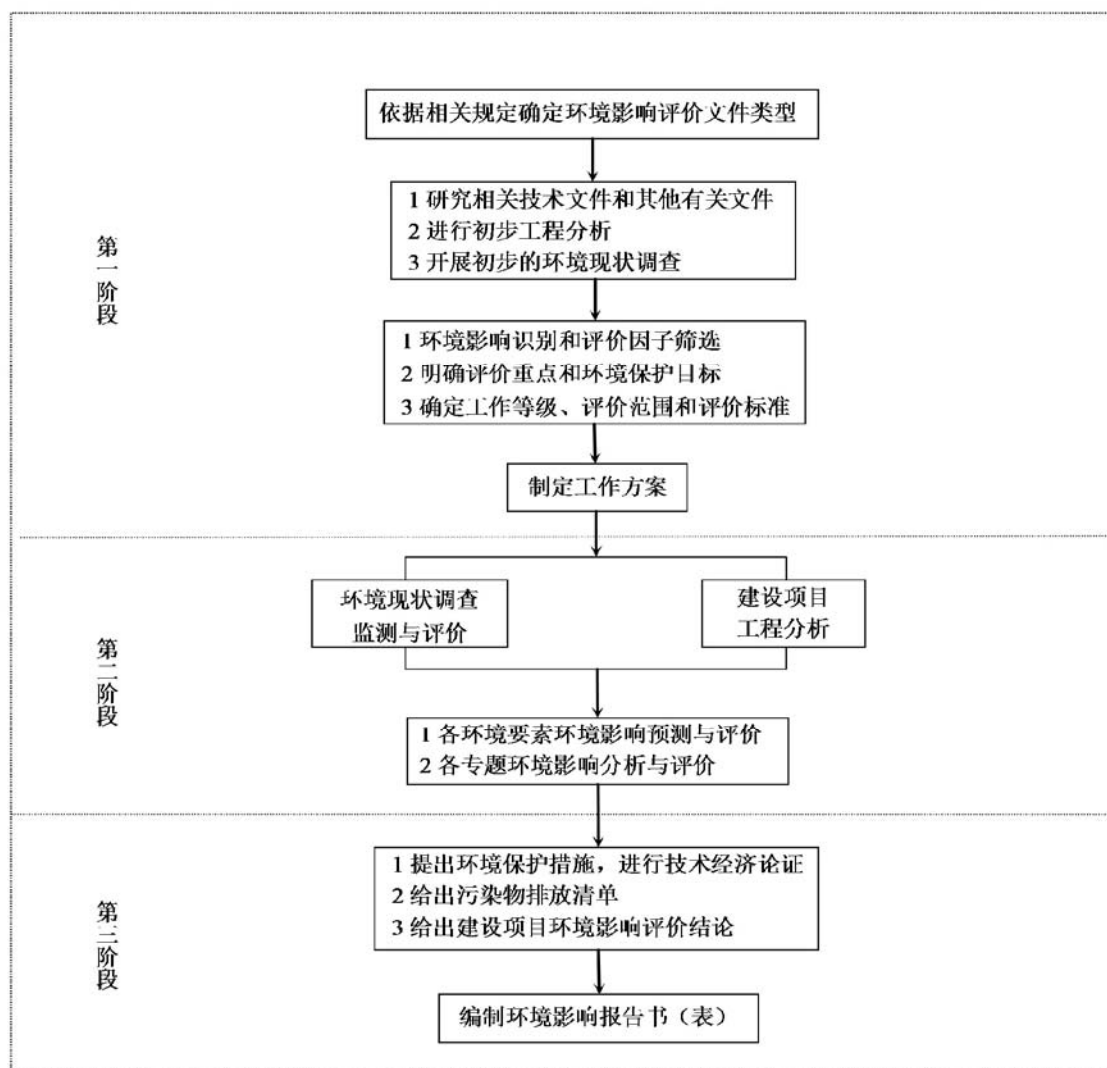 依据相关规定确定环境影响评价文件类型
1 研究相关技术文件和其他有关文件
2 进行初步工程分析
3 开展初步的环境现状调查
第一阶段
1 环境影响识别和评价因子筛选
2 明确评价重点和环境保护目标
3 确定工作等级、评价范围和评价标准
制定工作方案
环境现状调查
监测与评价
建设项目
工程分析
第二阶段
1 各环境要素环境影响预测与评价
2 各专题环境影响分析与评价
1 提出环境保护措施，进行技术经济论证
2 给出污染物排放清单
3 给出建设项目环境影响评价结论
第三阶段
编制环境影响报告书（表）